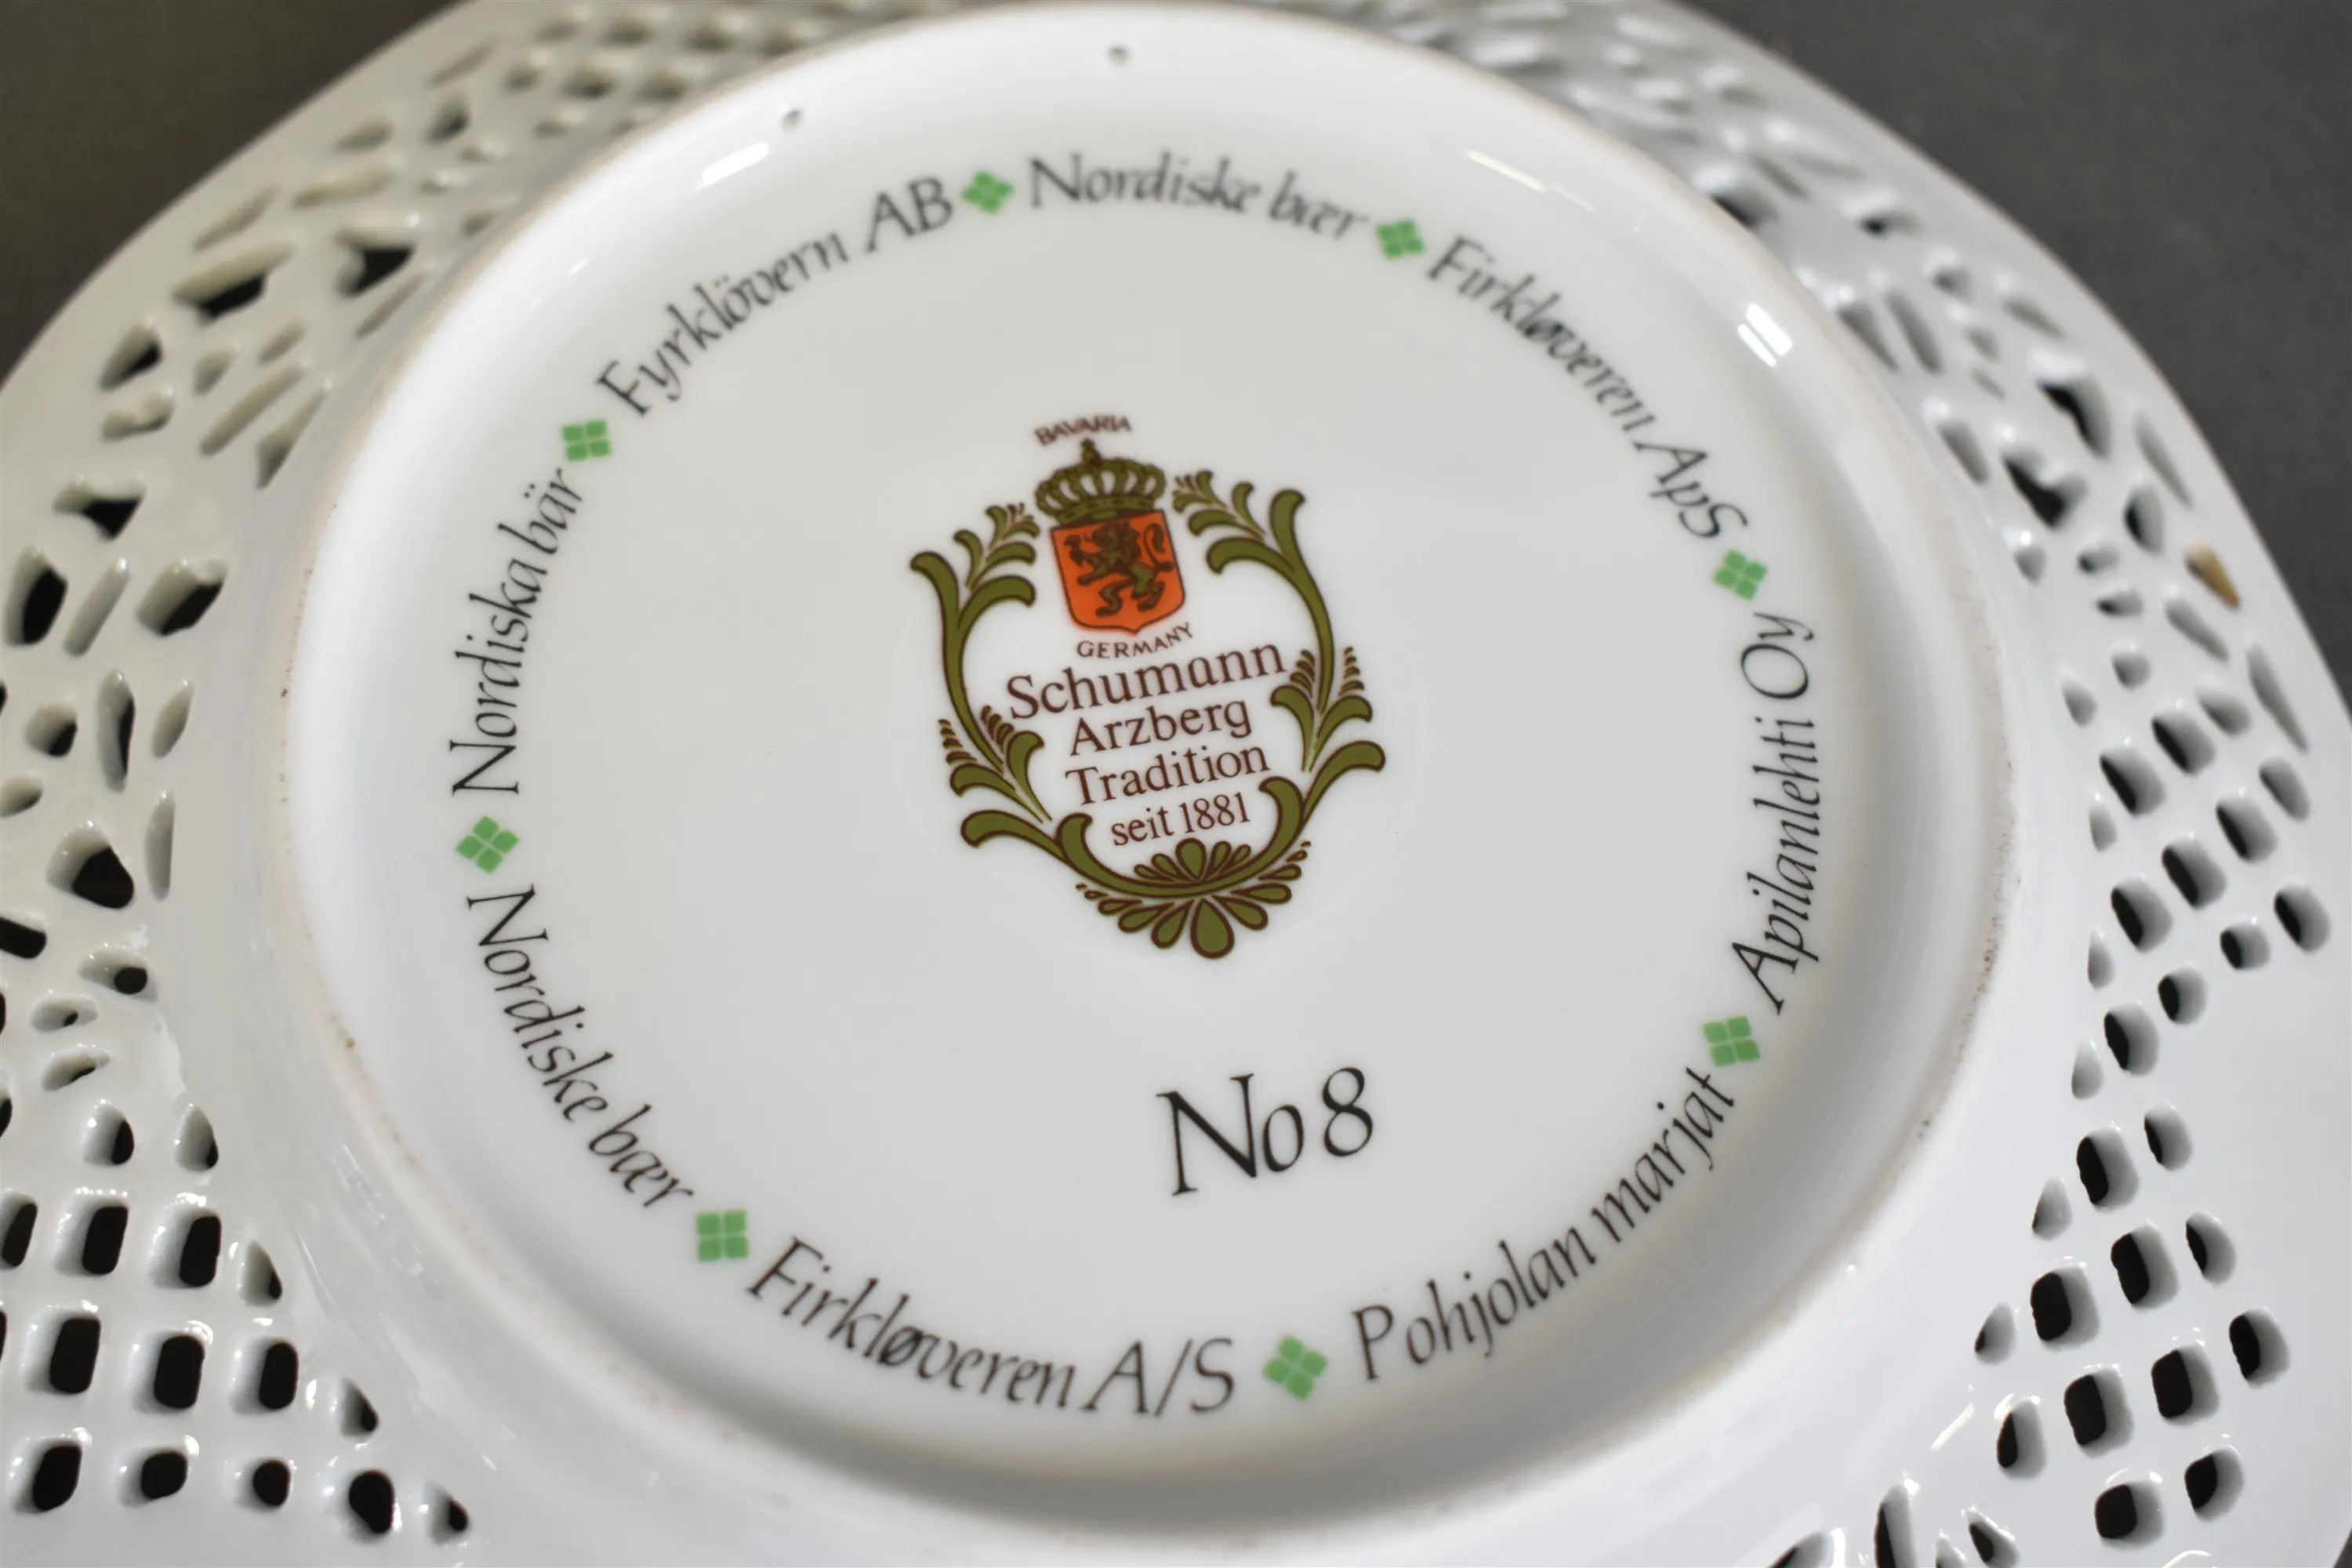 Nordiska bär
Fyrklövern AB
Nordiske bær
Firkløveren ApS
Apilanlehti Oy
Pohjolan marjat
Firkløveren A/S
Nordiske bær
BAVARIA
GERMANY
Schumann
Arzberg
Tradition
seit 1881
No 8